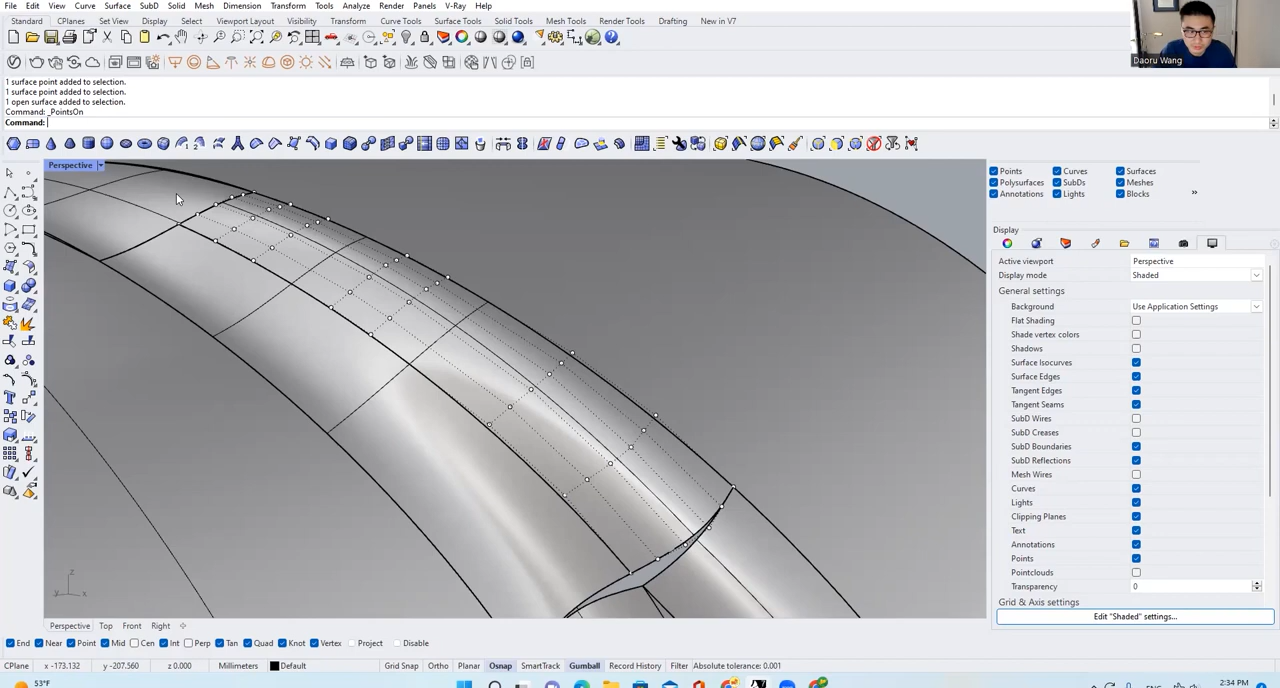 File Edit View Curve Surface SubD Solid Mesh Dimension Transform Tools Analyze Render Panels V-Ray Help
Standard CPlanes Set View Display Select Viewport Layout Visibility Transform Curve Tools Surface Tools Solid Tools Mesh Tools Render Tools Drafting New in V7
Daoru Wang
1 surface point added to selection.
1 surface point added to selection.
1 open surface added to selection.
Command: _PointsOn
Command:
Perspective
Points Curves Surfaces
Polysurfaces SubDs Meshes
Annotations Lights Blocks
Display
Active viewport Perspective
Display mode Shaded
General settings
Background Use Application Settings
Flat Shading
Shade vertex colors
Shadows
Surface Isocurves
Surface Edges
Tangent Edges
Tangent Seams
SubD Wires
SubD Creases
SubD Boundaries
SubD Reflections
Mesh Wires
Curves
Lights
Clipping Planes
Text
Annotations
Points
Pointclouds
Transparency 0
Grid & Axis settings
Edit "Shaded" settings...
z
x
Perspective Top Front Right
End Near Point Mid Cen Int Perp Tan Quad Knot Vertex Project Disable
CPlane x -173.132 y -207.560 z 0.000 Millimeters Default Grid Snap Ortho Planar Osnap SmartTrack Gumball Record History Filter Absolute tolerance: 0.001
53°F
ENG
2:34 PM